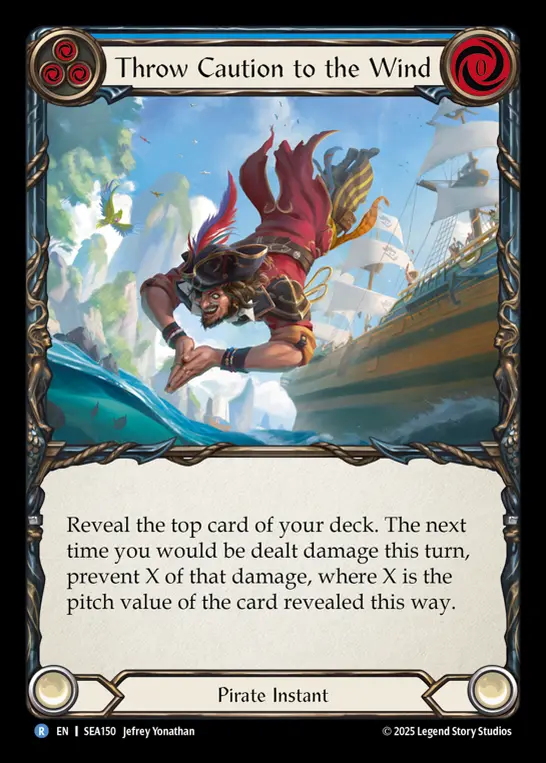 0
Throw Caution to the Wind
Reveal the top card of your deck. The next
time you would be dealt damage this turn,
prevent X of that damage, where X is the
pitch value of the card revealed this way.
Pirate Instant
R EN | SEA150 Jefrey Yonathan
© 2025 Legend Story Studios